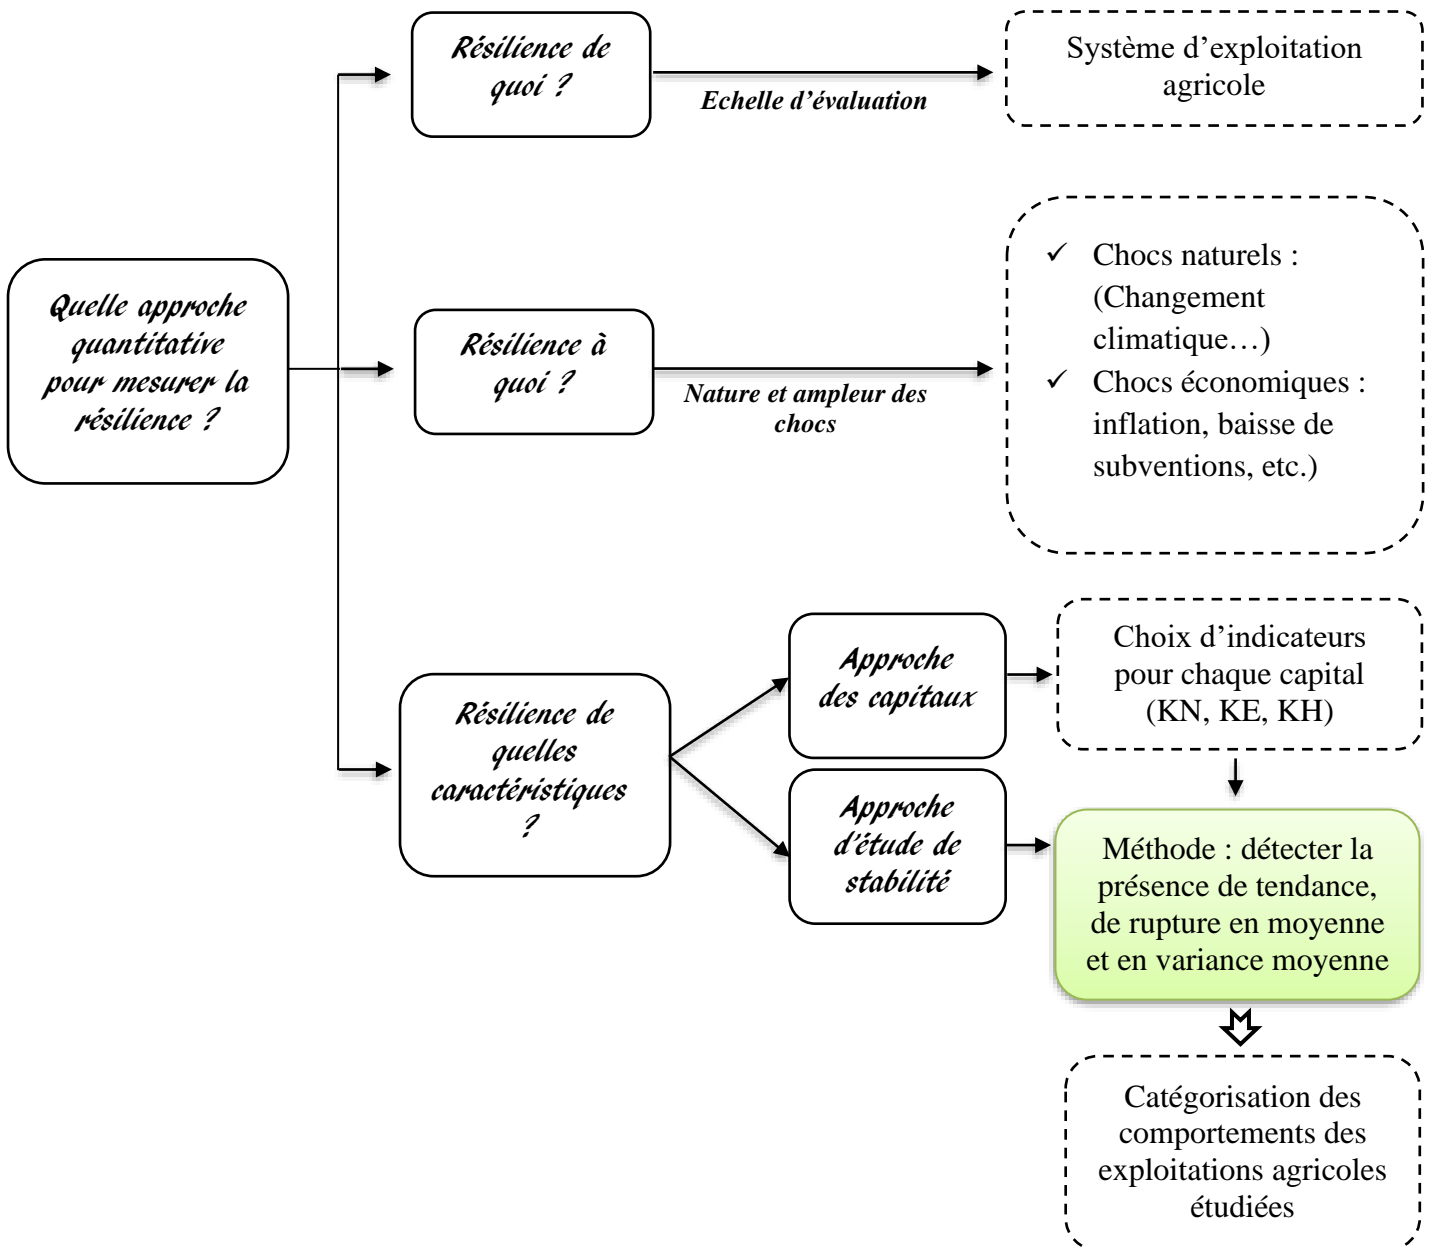 Résilience de
quoi ?
Echelle d’évaluation
Système d’exploitation
agricole
Quelle approche
quantitative
pour mesurer la
résilience ?
Résilience à
quoi ?
Nature et ampleur des
chocs
✓ Chocs naturels :
(Changement
climatique…)
✓ Chocs économiques :
inflation, baisse de
subventions, etc.)
Résilience de
quelles
caractéristiques
?
Approche
des capitaux
Choix d’indicateurs
pour chaque capital
(KN, KE, KH)
Approche
d’étude de
stabilité
Méthode : détecter la
présence de tendance,
de rupture en moyenne
et en variance moyenne
Catégorisation des
comportements des
exploitations agricoles
étudiées